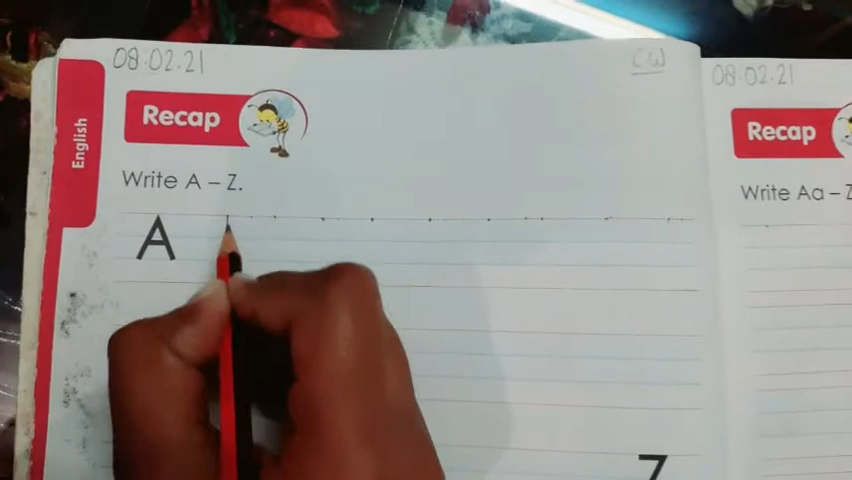 08.02.21
CW
English
Recap
Write A – Z.
A
Z
08.02.21
Recap
Write Aa – Z